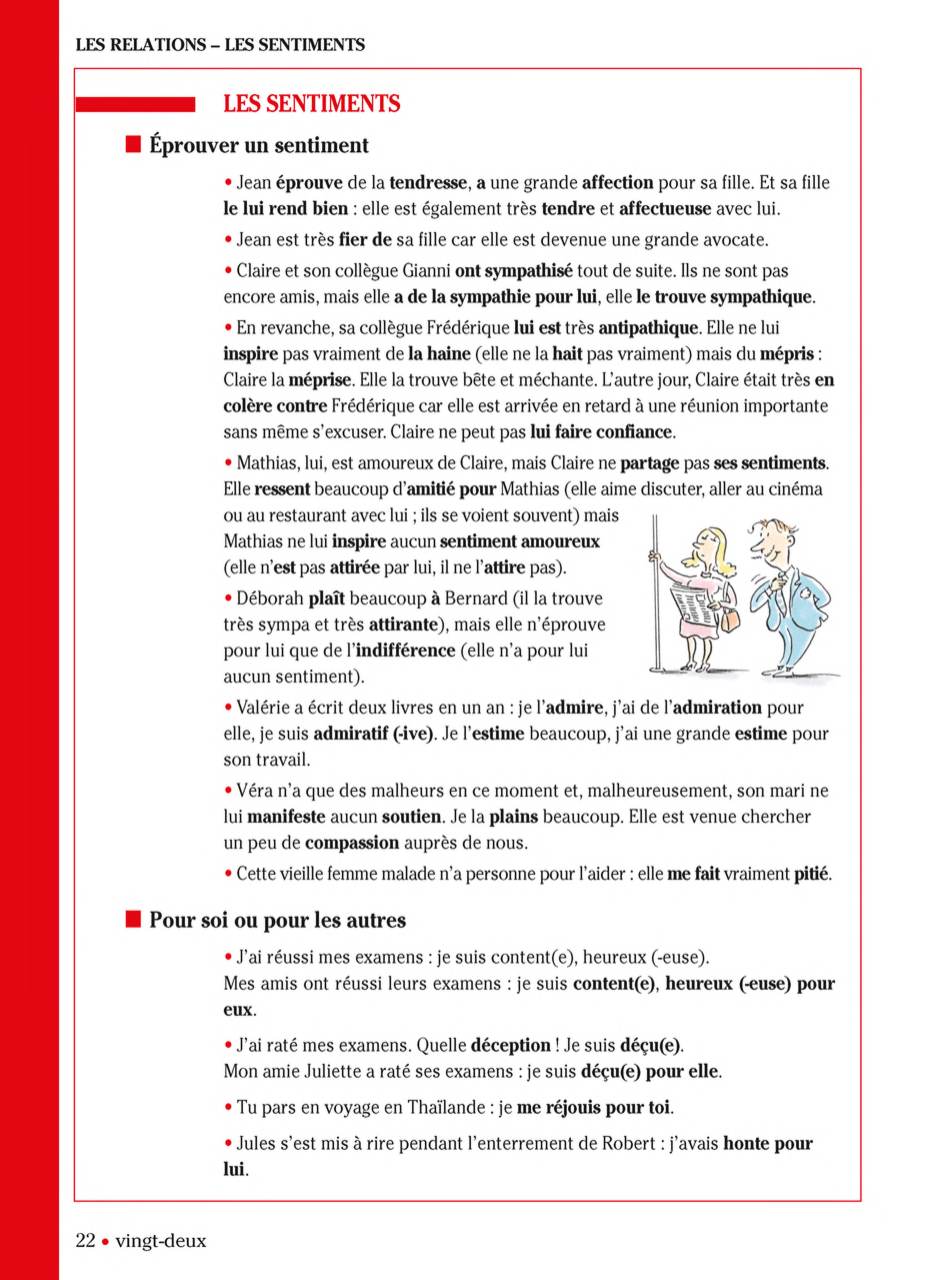 LES RELATIONS – LES SENTIMENTS
LES SENTIMENTS
Éprouver un sentiment
• Jean éprouve de la tendresse, a une grande affection pour sa fille. Et sa fille
le lui rend bien : elle est également très tendre et affectueuse avec lui.
• Jean est très fier de sa fille car elle est devenue une grande avocate.
• Claire et son collègue Gianni ont sympathisé tout de suite. Ils ne sont pas
encore amis, mais elle a de la sympathie pour lui, elle le trouve sympathique.
• En revanche, sa collègue Frédérique lui est très antipathique. Elle ne lui
inspire pas vraiment de la haine (elle ne la hait pas vraiment) mais du mépris :
Claire la méprise. Elle la trouve bête et méchante. L’autre jour, Claire était très en
colère contre Frédérique car elle est arrivée en retard à une réunion importante
sans même s’excuser. Claire ne peut pas lui faire confiance.
• Mathias, lui, est amoureux de Claire, mais Claire ne partage pas ses sentiments.
Elle ressent beaucoup d’amitié pour Mathias (elle aime discuter, aller au cinéma
ou au restaurant avec lui ; ils se voient souvent) mais
Mathias ne lui inspire aucun sentiment amoureux
(elle n’est pas attirée par lui, il ne l’attire pas).
• Déborah plaît beaucoup à Bernard (il la trouve
très sympa et très attirante), mais elle n’éprouve
pour lui que de l’indifférence (elle n’a pour lui
aucun sentiment).
• Valérie a écrit deux livres en un an : je l’admire, j’ai de l’admiration pour
elle, je suis admiratif (-ive). Je l’estime beaucoup, j’ai une grande estime pour
son travail.
• Véra n’a que des malheurs en ce moment et, malheureusement, son mari ne
lui manifeste aucun soutien. Je la plains beaucoup. Elle est venue chercher
un peu de compassion auprès de nous.
• Cette vieille femme malade n’a personne pour l’aider : elle me fait vraiment pitié.
Pour soi ou pour les autres
• J’ai réussi mes examens : je suis content(e), heureux (-euse).
Mes amis ont réussi leurs examens : je suis content(e), heureux (-euse) pour
eux.
• J’ai raté mes examens. Quelle déception ! Je suis déçu(e).
Mon amie Juliette a raté ses examens : je suis déçu(e) pour elle.
• Tu pars en voyage en Thaïlande : je me réjouis pour toi.
• Jules s’est mis à rire pendant l’enterrement de Robert : j’avais honte pour
lui.
22 • vingt-deux